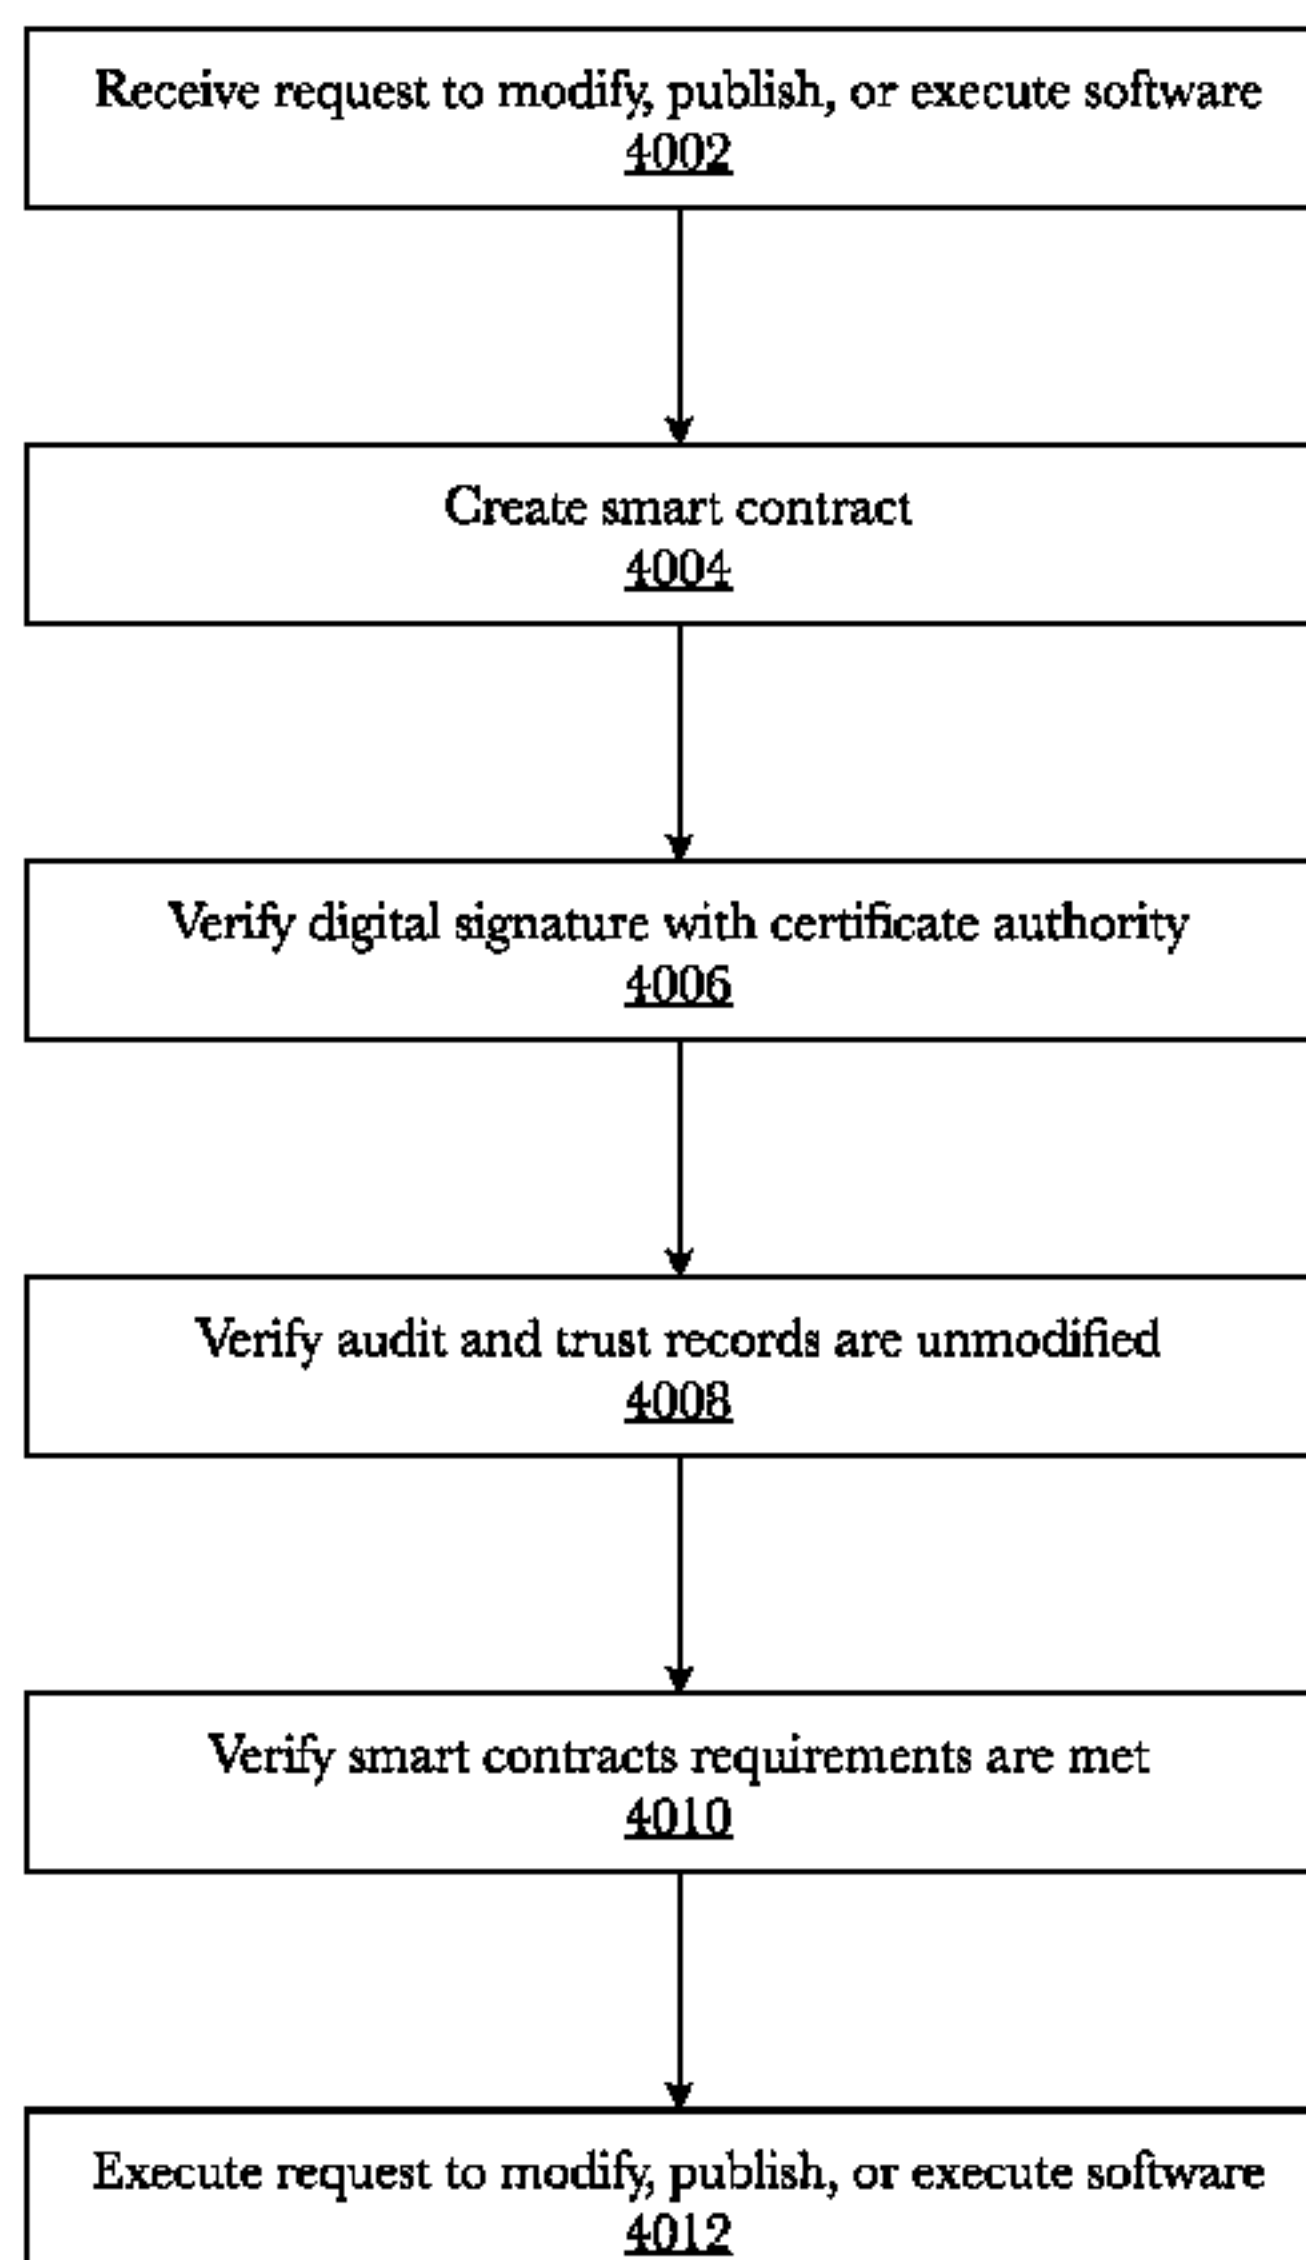 Receive request to modify, publish, or execute software
4002
Create smart contract
4004
Verify digital signature with certificate authority
4006
Verify audit and trust records are unmodified
4008
Verify smart contracts requirements are met
4010
Execute request to modify, publish, or execute software
4012